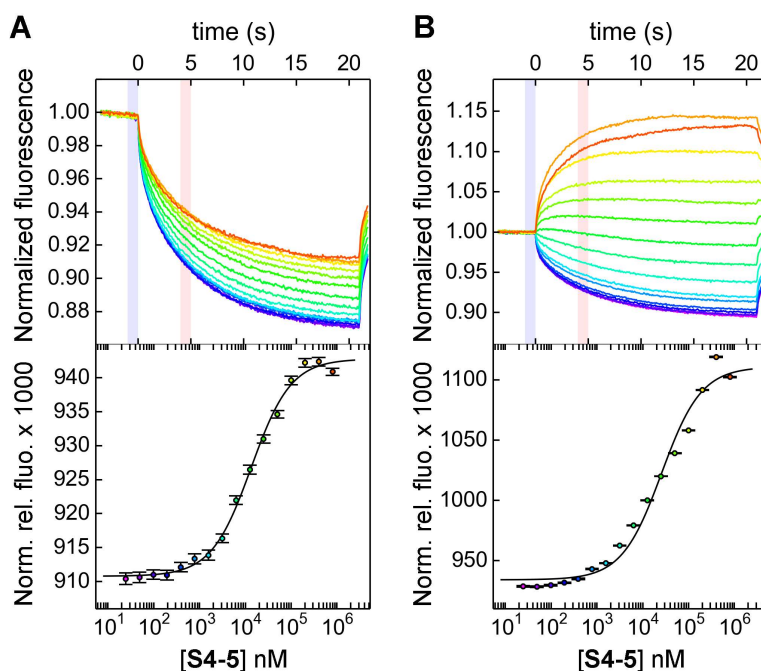 A
time (s)
0 5 10 15 20
Normalized fluorescence
1.00
0.98
0.96
0.94
0.92
0.90
0.88
Norm. rel. fluo. x 1000
940
935
930
925
920
915
910
10¹ 10² 10³ 10⁴ 10⁵ 10⁶
[S4-5] nM
B
time (s)
0 5 10 15 20
Normalized fluorescence
1.15
1.10
1.05
1.00
0.95
0.90
Norm. rel. fluo. x 1000
1100
1050
1000
950
10¹ 10² 10³ 10⁴ 10⁵ 10⁶
[S4-5] nM